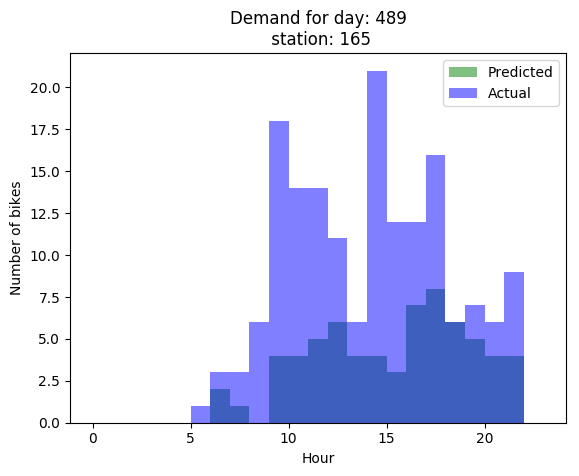 Demand for day: 489
station: 165
Predicted
Actual
Number of bikes
20.0
17.5
15.0
12.5
10.0
7.5
5.0
2.5
0.0
0 5 10 15 20
Hour